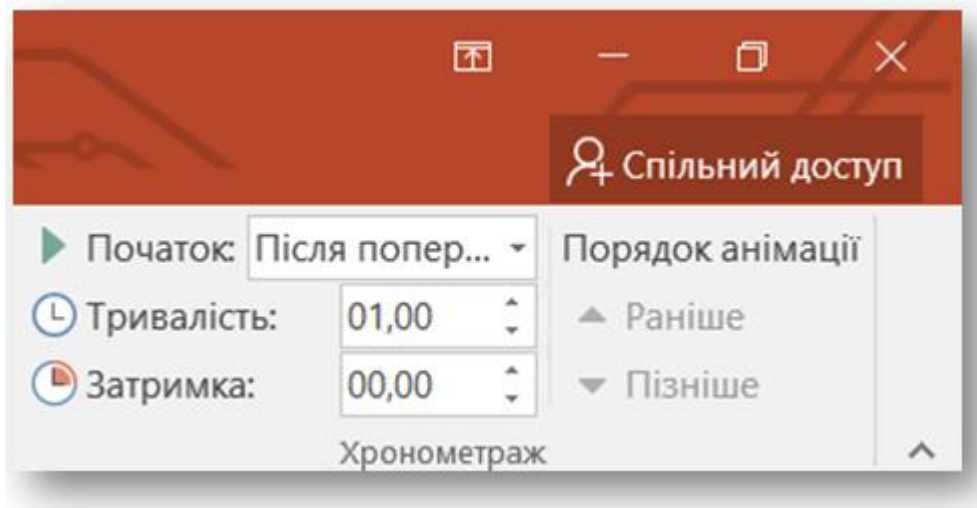 Спільний доступ
Початок: Після попер... Порядок анімації
Тривалість: 01,00 Раніше
Затримка: 00,00 Пізніше
Хронометраж